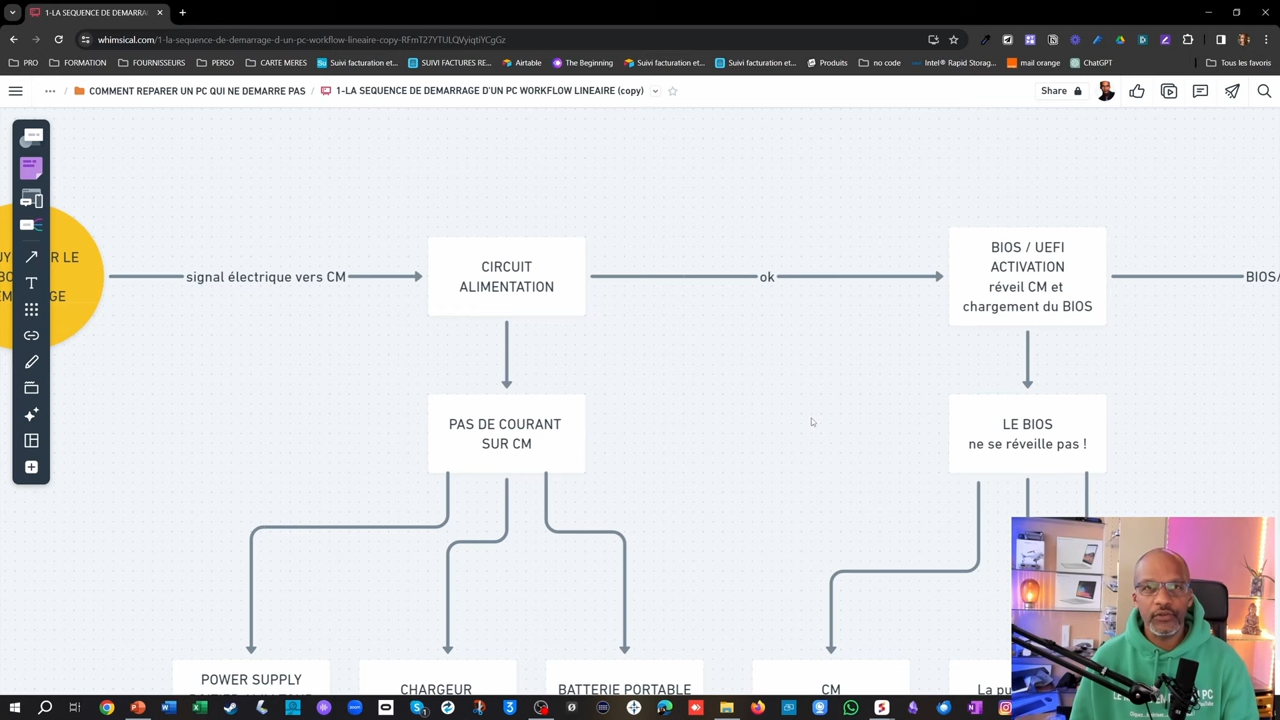 1-LA SEQUENCE DE DEMARRA
whimsical.com/1-la-sequence-de-demarrage-d-un-pc-workflow-lineaire-copy-RFmT27YTULQVyiqtiYCgGz
PRO
FORMATION
FOURNISSEURS
PERSO
CARTE MERES
Suivi facturation et...
SUIVI FACTURES RE...
Airtable
The Beginning
Suivi facturation et...
Suivi facturation et...
Produits
no code
Intel® Rapid Storag...
mail orange
ChatGPT
Tous les favoris
... / COMMENT REPARER UN PC QUI NE DEMARRE PAS / 1-LA SEQUENCE DE DEMARRAGE D'UN PC WORKFLOW LINEAIRE (copy)
Share
LE
GE
signal électrique vers CM
CIRCUIT
ALIMENTATION
ok
BIOS / UEFI
ACTIVATION
réveil CM et
chargement du BIOS
BIOS/
PAS DE COURANT
SUR CM
LE BIOS
ne se réveille pas !
POWER SUPPLY
CHARGEUR
BATTERIE PORTABLE
CM
La pu